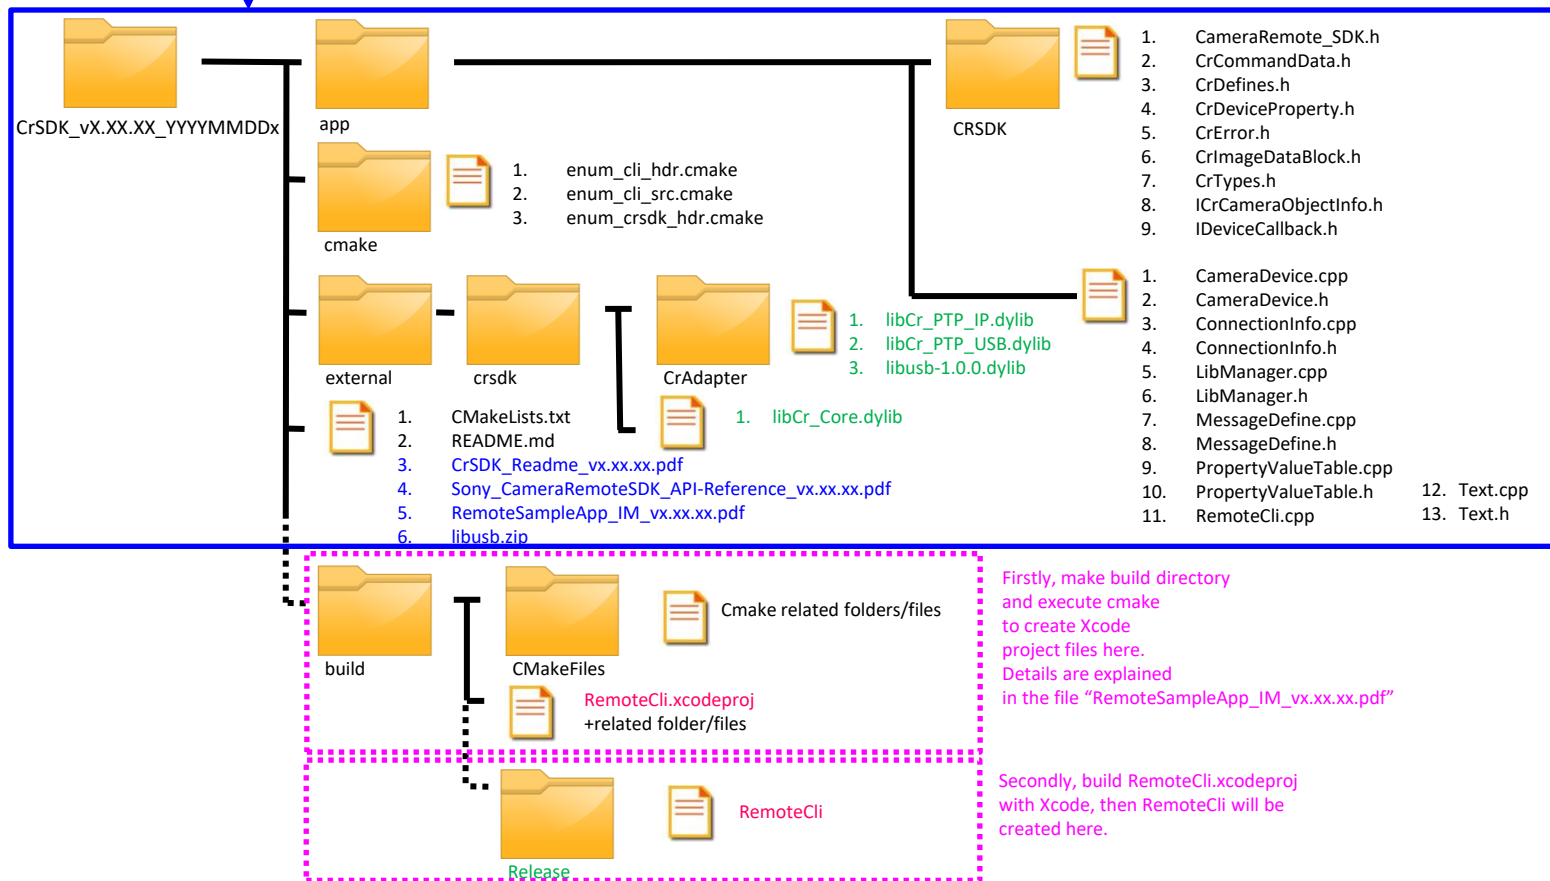 CrSDK_vX.XX.XX_YYYYMMDDx
app
CRSDK
1. CameraRemote_SDK.h
2. CrCommandData.h
3. CrDefines.h
4. CrDeviceProperty.h
5. CrError.h
6. CrImageDataBlock.h
7. CrTypes.h
8. ICrCameraObjectInfo.h
9. IDeviceCallback.h
cmake
1. enum_cli_hdr.cmake
2. enum_cli_src.cmake
3. enum_crsdk_hdr.cmake
1. CameraDevice.cpp
2. CameraDevice.h
3. ConnectionInfo.cpp
4. ConnectionInfo.h
5. LibManager.cpp
6. LibManager.h
7. MessageDefine.cpp
8. MessageDefine.h
9. PropertyValueTable.cpp
10. PropertyValueTable.h
11. RemoteCli.cpp
12. Text.cpp
13. Text.h
external
crsdk
CrAdapter
1. libCr_PTP_IP.dylib
2. libCr_PTP_USB.dylib
3. libusb-1.0.0.dylib
1. libCr_Core.dylib
1. CMakeLists.txt
2. README.md
3. CrSDK_Readme_vx.xx.xx.pdf
4. Sony_CameraRemoteSDK_API-Reference_vx.xx.xx.pdf
5. RemoteSampleApp_IM_vx.xx.xx.pdf
6. libusb.zip
build
CMakeFiles
Cmake related folders/files
RemoteCli.xcodeproj
+related folder/files
Firstly, make build directory
and execute cmake
to create Xcode
project files here.
Details are explained
in the file “RemoteSampleApp_IM_vx.xx.xx.pdf”
Release
RemoteCli
Secondly, build RemoteCli.xcodeproj
with Xcode, then RemoteCli will be
created here.